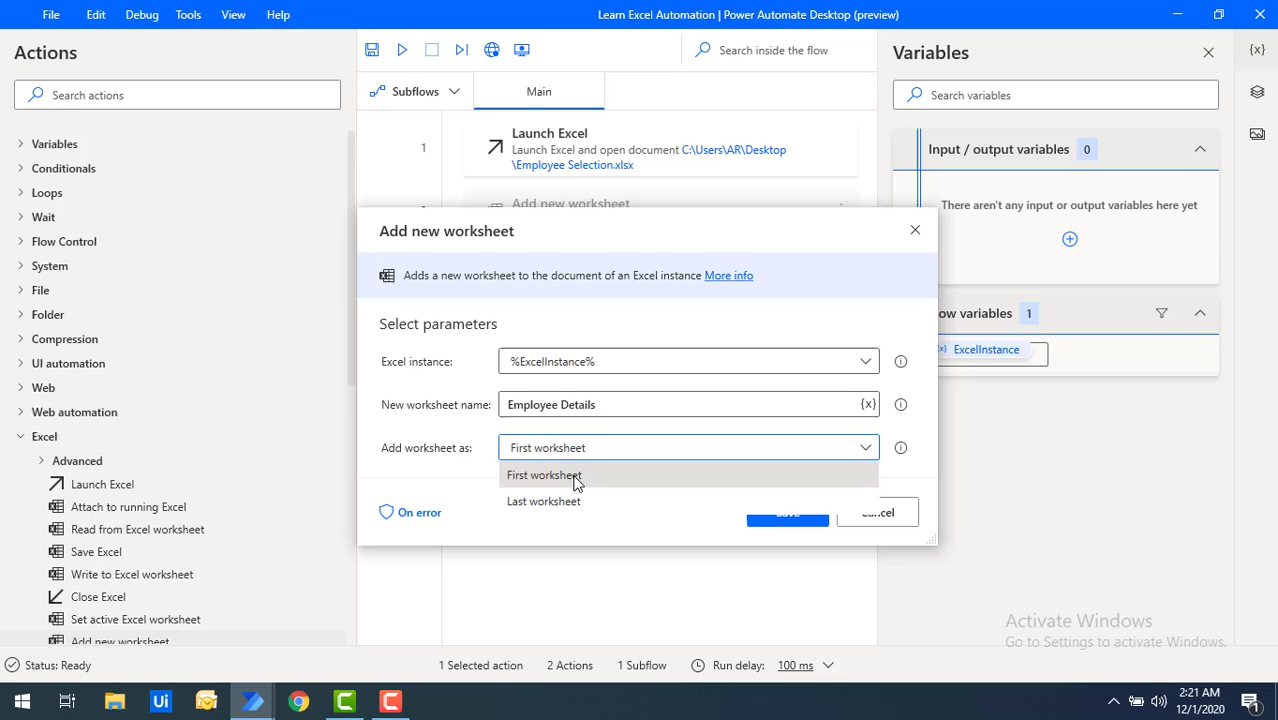 File Edit Debug Tools View Help Learn Excel Automation | Power Automate Desktop (preview)
Actions
Search actions
Variables
Conditionals
Loops
Wait
Flow Control
System
File
Folder
Compression
UI automation
Web
Web automation
Excel
Advanced
Launch Excel
Attach to running Excel
Read from Excel worksheet
Save Excel
Write to Excel worksheet
Close Excel
Set active Excel worksheet
Add new worksheet
Search inside the flow
Subflows Main
1 Launch Excel
Launch Excel and open document C:\Users\AR\Desktop
\Employee Selection.xlsx
Add new worksheet
Add new worksheet
Adds a new worksheet to the document of an Excel instance More info
Select parameters
Excel instance: %ExcelInstance%
New worksheet name: Employee Details {x}
Add worksheet as: First worksheet
First worksheet
Last worksheet
On error Save Cancel
Variables {x}
Search variables
Input / output variables 0
There aren't any input or output variables here yet
ow variables 1
(x) ExcelInstance
Activate Windows
Go to Settings to activate Windows.
Status: Ready 1 Selected action 2 Actions 1 Subflow Run delay: 100 ms
Ui
2:21 AM
12/1/2020
1